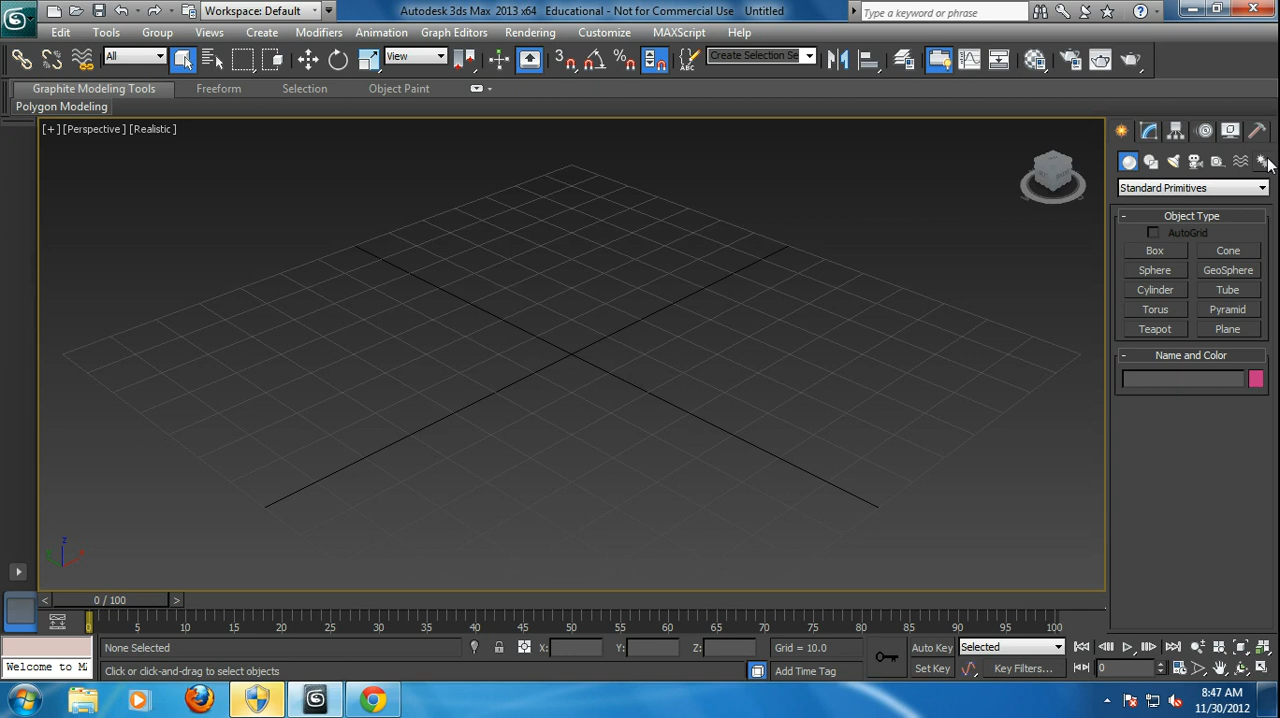 Workspace: Default
Autodesk 3ds Max 2013 x64 Educational - Not for Commercial Use Untitled
Type a keyword or phrase
Edit Tools Group Views Create Modifiers Animation Graph Editors Rendering Customize MAXScript Help
All View 3 % Create Selection Se
Graphite Modeling Tools Freeform Selection Object Paint
Polygon Modeling
[+] [Perspective] [Realistic]
Standard Primitives
- Object Type
AutoGrid
Box Cone
Sphere GeoSphere
Cylinder Tube
Torus Pyramid
Teapot Plane
- Name and Color
z
< 0 / 100 >
0 5 10 15 20 25 30 35 40 45 50 55 60 65 70 75 80 85 90 95 100
None Selected X: Y: Z: Grid = 10.0 Auto Key Selected
Welcome to M
Click or click-and-drag to select objects Add Time Tag Set Key Key Filters... 0
8:47 AM
11/30/2012